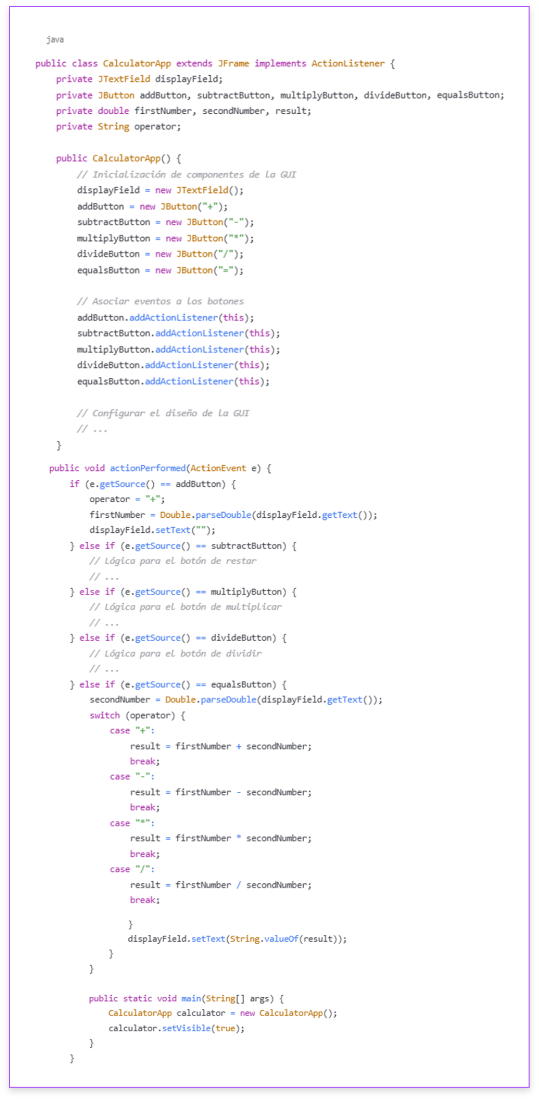 java
public class CalculatorApp extends JFrame implements ActionListener {
    private JTextField displayField;
    private JButton addButton, subtractButton, multiplyButton, divideButton, equalsButton;
    private double firstNumber, secondNumber, result;
    private String operator;

    public CalculatorApp() {
        // Inicialización de componentes de la GUI
        displayField = new JTextField();
        addButton = new JButton("+");
        subtractButton = new JButton("-");
        multiplyButton = new JButton("*");
        divideButton = new JButton("/");
        equalsButton = new JButton("=");

        // Asociar eventos a los botones
        addButton.addActionListener(this);
        subtractButton.addActionListener(this);
        multiplyButton.addActionListener(this);
        divideButton.addActionListener(this);
        equalsButton.addActionListener(this);

        // Configurar el diseño de la GUI
        // ...
    }
    public void actionPerformed(ActionEvent e) {
        if (e.getSource() == addButton) {
            operator = "+";
            firstNumber = Double.parseDouble(displayField.getText());
            displayField.setText("");
        } else if (e.getSource() == subtractButton) {
            // Lógica para el botón de restar
            // ...
        } else if (e.getSource() == multiplyButton) {
            // Lógica para el botón de multiplicar
            // ...
        } else if (e.getSource() == divideButton) {
            // Lógica para el botón de dividir
            // ...
        } else if (e.getSource() == equalsButton) {
            secondNumber = Double.parseDouble(displayField.getText());
            switch (operator) {
                case "+":
                    result = firstNumber + secondNumber;
                    break;
                case "-":
                    result = firstNumber - secondNumber;
                    break;
                case "*":
                    result = firstNumber * secondNumber;
                    break;
                case "/":
                    result = firstNumber / secondNumber;
                    break;

                    }
                    displayField.setText(String.valueOf(result));
                }
            }

            public static void main(String[] args) {
                CalculatorApp calculator = new CalculatorApp();
                calculator.setVisible(true);
            }
        }